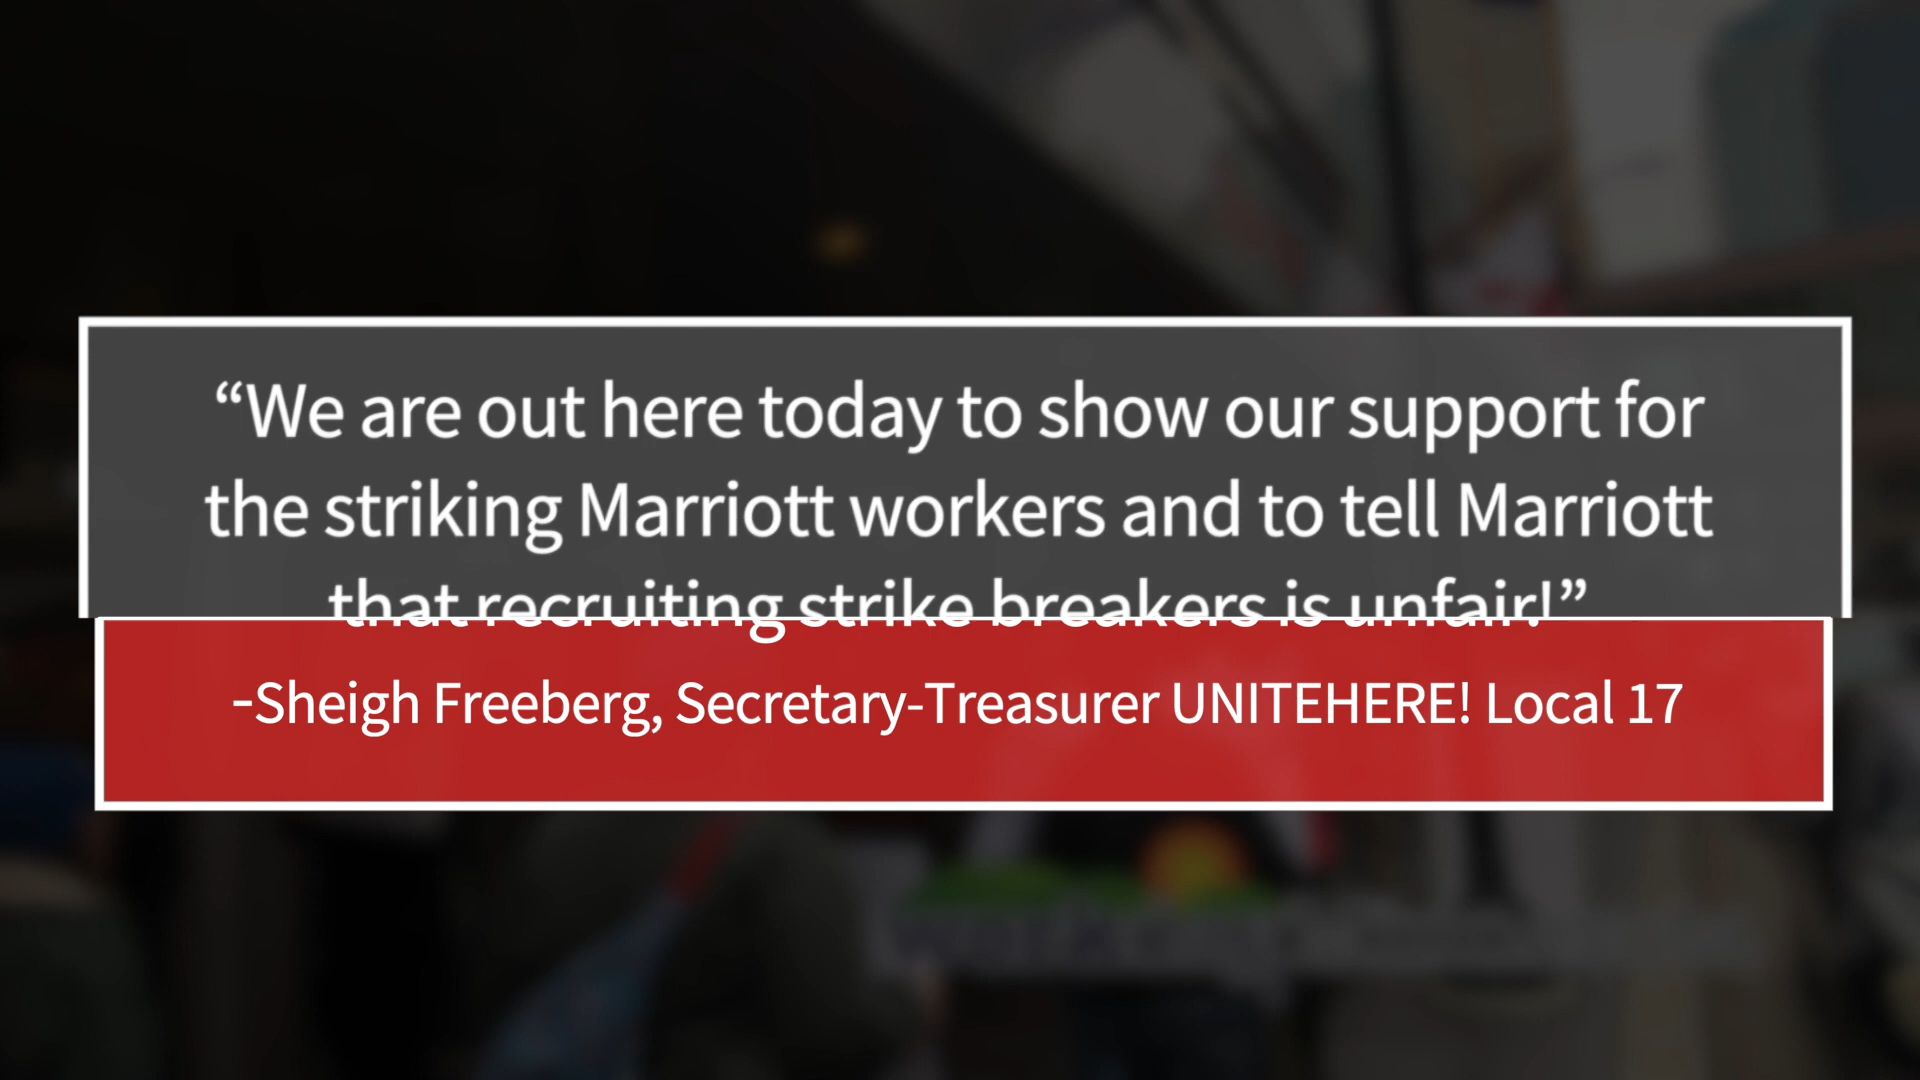 “We are out here today to show our support for
the striking Marriott workers and to tell Marriott
that recruiting strike breakers is unfair!”
-Sheigh Freeberg, Secretary-Treasurer UNITEHERE! Local 17